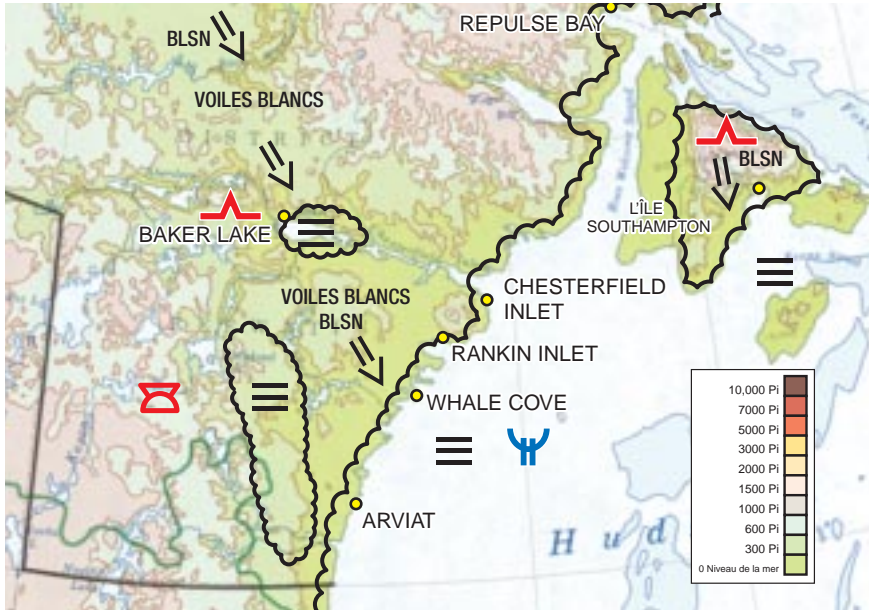 REPULSE BAY
BLSN
VOILES BLANCS
BLSN
L'ÎLE
SOUTHAMPTON
BAKER LAKE
VOILES BLANCS
BLSN
CHESTERFIELD
INLET
RANKIN INLET
WHALE COVE
ARVIAT
Hud
10,000 Pi
7000 Pi
5000 Pi
3000 Pi
2000 Pi
1500 Pi
1000 Pi
600 Pi
300 Pi
0 Niveau de la mer